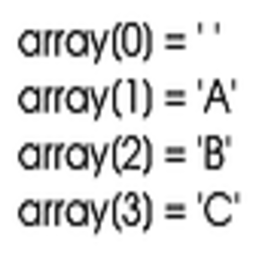 array(0) = ' '
array(1) = 'A'
array(2) = 'B'
array(3) = 'C'